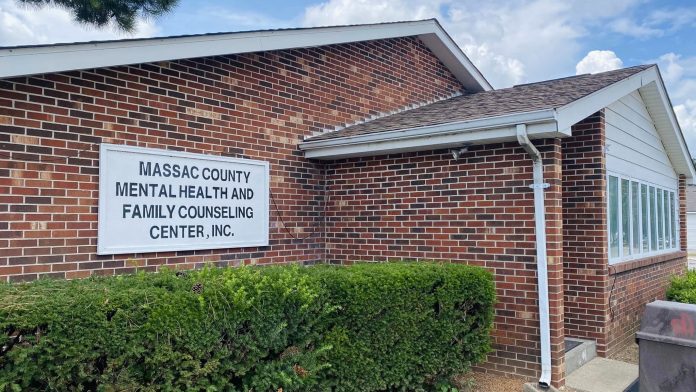 MASSAC COUNTY
MENTAL HEALTH AND
FAMILY COUNSELING
CENTER, INC.